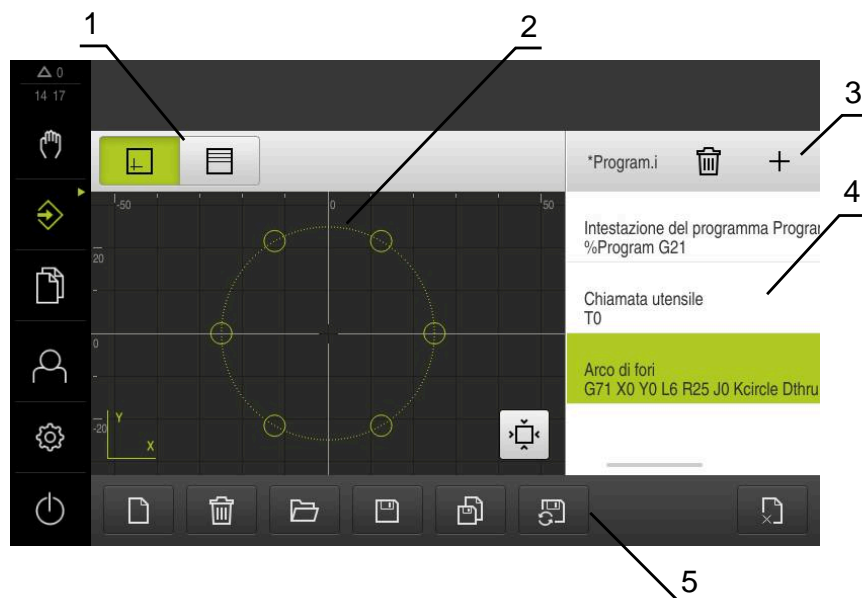 1
2
0
14 17
3
*Program.i
4
-50
0
50
Intestazione del programma Progra
%Program G21
20
Chiamata utensile
T0
0
Arco di fori
G71 X0 Y0 L6 R25 J0 Kcircle Dthru
-20
Y
X
5